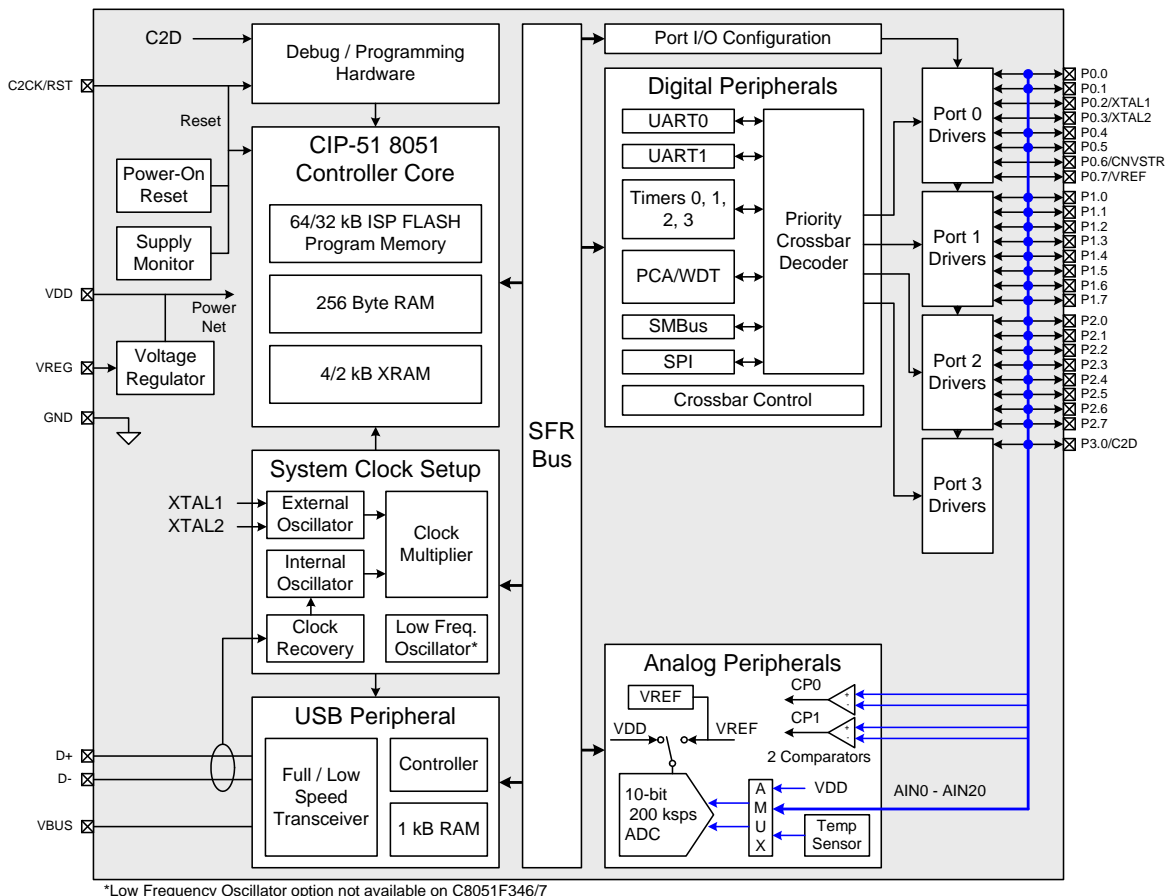 C2D
C2CK/RST
Reset
Power-On
Reset
Supply
Monitor
VDD
Power
Net
VREG
Voltage
Regulator
GND
Debug / Programming
Hardware
CIP-51 8051
Controller Core
64/32 kB ISP FLASH
Program Memory
256 Byte RAM
4/2 kB XRAM
System Clock Setup
XTAL1
XTAL2
External
Oscillator
Internal
Oscillator
Clock
Multiplier
Clock
Recovery
Low Freq.
Oscillator*
USB Peripheral
D+
D-
VBUS
Full / Low
Speed
Transceiver
Controller
1 kB RAM
SFR
Bus
Port I/O Configuration
Digital Peripherals
UART0
UART1
Timers 0, 1,
2, 3
PCA/WDT
SMBus
SPI
Priority
Crossbar
Decoder
Crossbar Control
Port 0
Drivers
Port 1
Drivers
Port 2
Drivers
Port 3
Drivers
P0.0
P0.1
P0.2/XTAL1
P0.3/XTAL2
P0.4
P0.5
P0.6/CNVSTR
P0.7/VREF
P1.0
P1.1
P1.2
P1.3
P1.4
P1.5
P1.6
P1.7
P2.0
P2.1
P2.2
P2.3
P2.4
P2.5
P2.6
P2.7
P3.0/C2D
Analog Peripherals
VREF
VDD
VREF
CP0
+
-
CP1
+
-
2 Comparators
10-bit
200 ksps
ADC
A
M
U
X
VDD
Temp
Sensor
AIN0 - AIN20
*Low Frequency Oscillator option not available on C8051F346/7